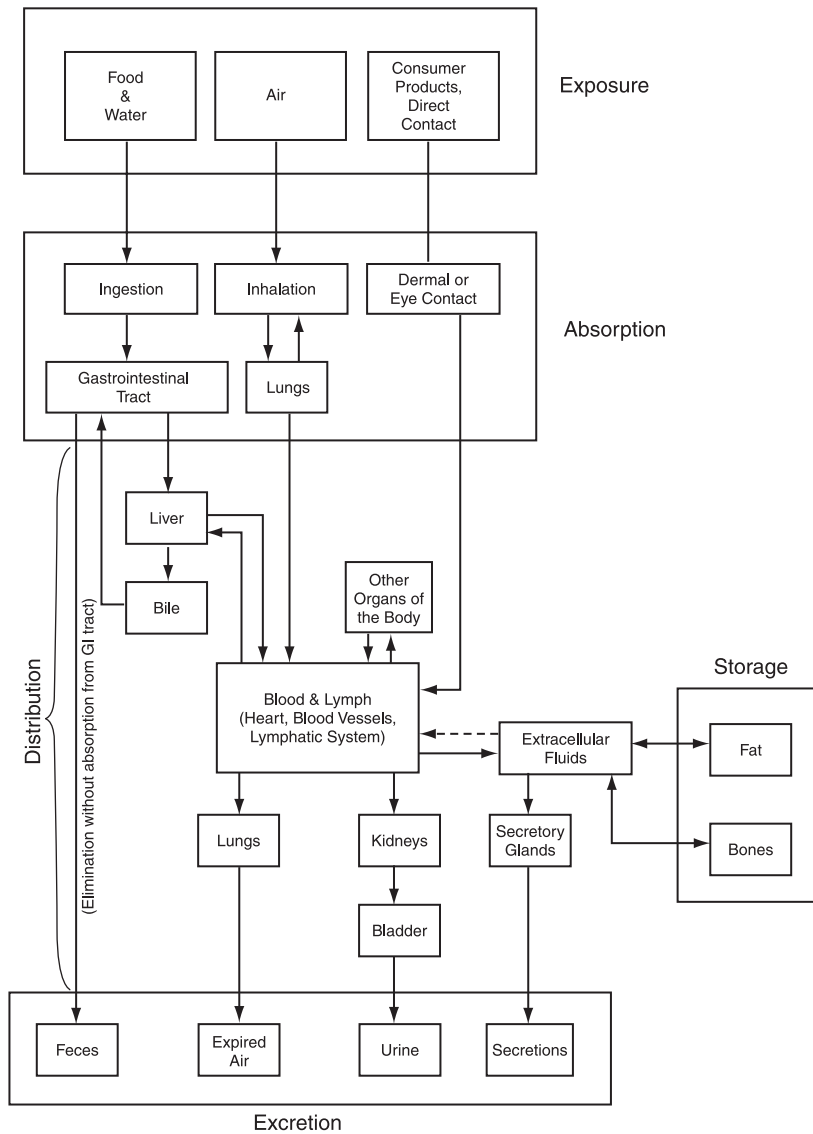 Food
&
Water
Air
Consumer
Products,
Direct
Contact
Exposure
Ingestion
Inhalation
Dermal or
Eye Contact
Absorption
Gastrointestinal
Tract
Lungs
Liver
Bile
Other
Organs of
the Body
Distribution
(Elimination without absorption from GI tract)
Blood & Lymph
(Heart, Blood Vessels,
Lymphatic System)
Extracellular
Fluids
Storage
Fat
Bones
Lungs
Kidneys
Secretory
Glands
Bladder
Feces
Expired
Air
Urine
Secretions
Excretion